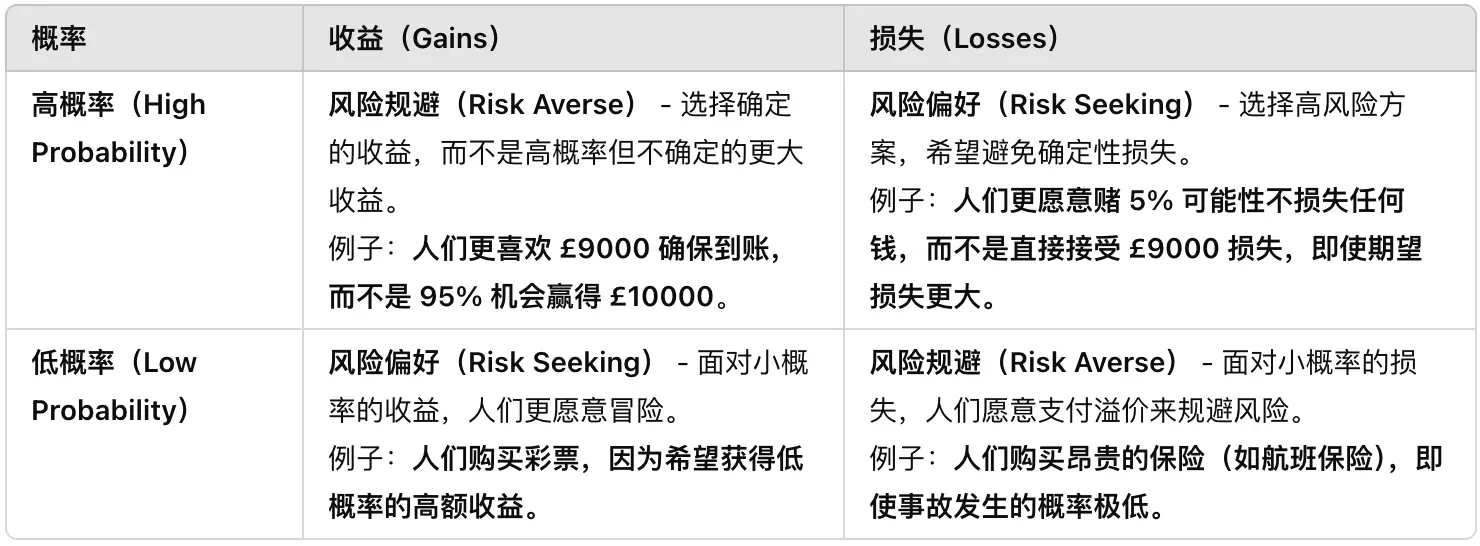 概率
收益（Gains）
损失（Losses）
高概率（High
Probability）
风险规避（Risk Averse） - 选择确定
的收益，而不是高概率但不确定的更大
收益。
例子：人们更喜欢 £9000 确保到账，
而不是 95% 机会赢得 £10000。
风险偏好（Risk Seeking） - 选择高风险方
案，希望避免确定性损失。
例子：人们更愿意赌 5% 可能性不损失任何
钱，而不是直接接受 £9000 损失，即使期望
损失更大。
低概率（Low
Probability）
风险偏好（Risk Seeking） - 面对小概
率的收益，人们更愿意冒险。
例子：人们购买彩票，因为希望获得低
概率的高额收益。
风险规避（Risk Averse） - 面对小概率的损
失，人们愿意支付溢价来规避风险。
例子：人们购买昂贵的保险（如航班保险），即
使事故发生的概率极低。